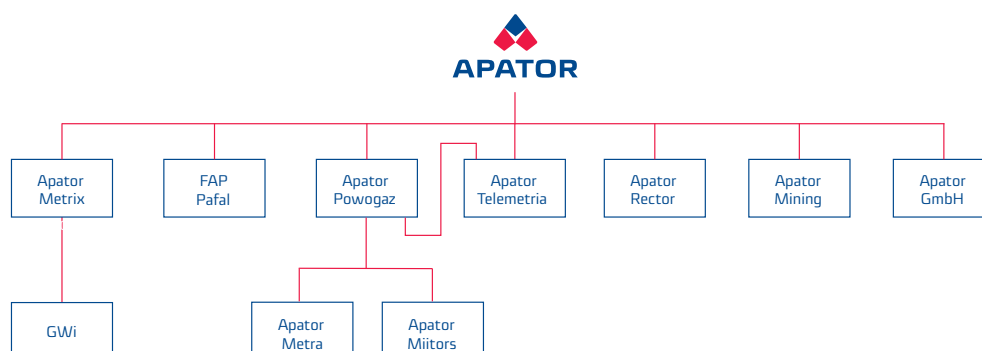 APATOR
Apator
Metrix
FAP
Pafal
Apator
Powogaz
Apator
Telemetria
Apator
Rector
Apator
Mining
Apator
GmbH
GWi
Apator
Metra
Apator
Miitors